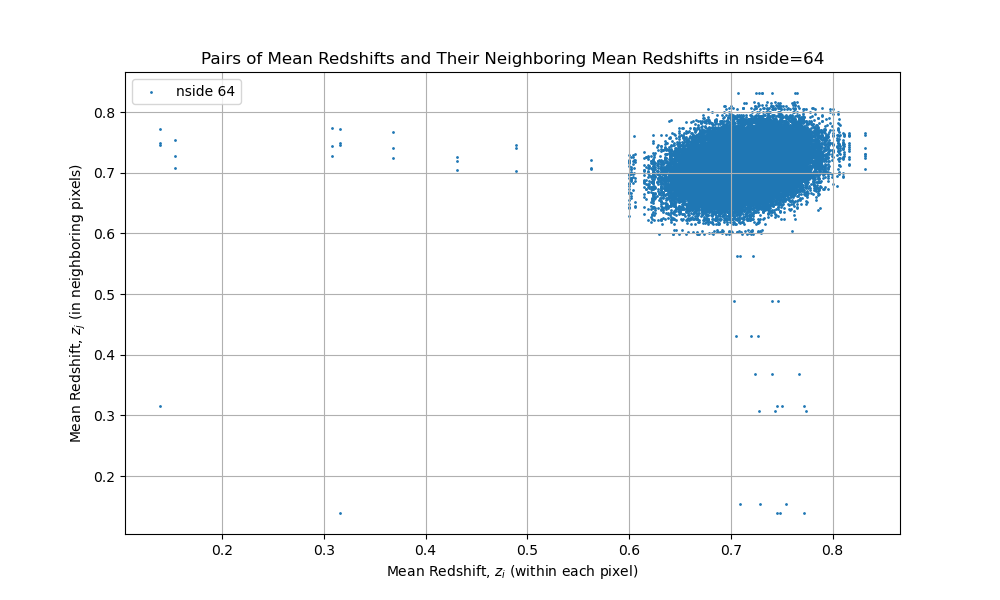 Pairs of Mean Redshifts and Their Neighboring Mean Redshifts in nside=64
nside 64
Mean Redshift, z_j (in neighboring pixels)
0.8
0.7
0.6
0.5
0.4
0.3
0.2
0.2 0.3 0.4 0.5 0.6 0.7 0.8
Mean Redshift, z_i (within each pixel)